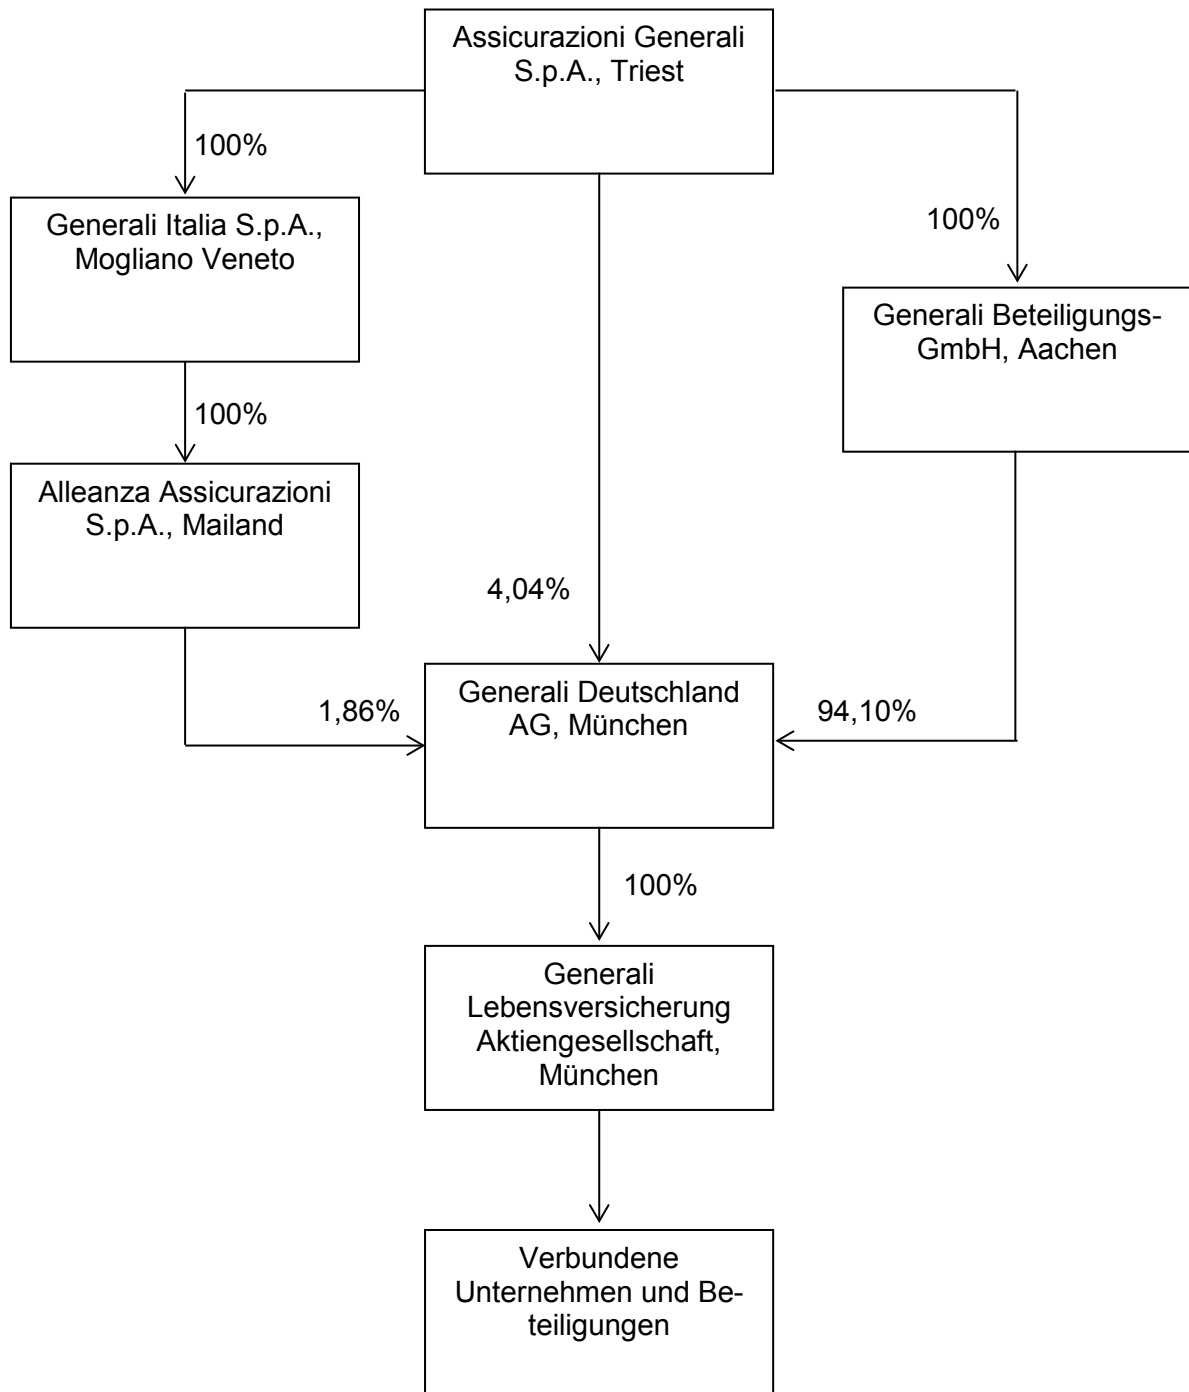 Assicurazioni Generali
S.p.A., Triest
100%
Generali Italia S.p.A.,
Mogliano Veneto
100%
Generali Beteiligungs-
GmbH, Aachen
100%
Alleanza Assicurazioni
S.p.A., Mailand
4,04%
1,86%
Generali Deutschland
AG, München
94,10%
100%
Generali
Lebensversicherung
Aktiengesellschaft,
München
Verbundene
Unternehmen und Be-
teiligungen